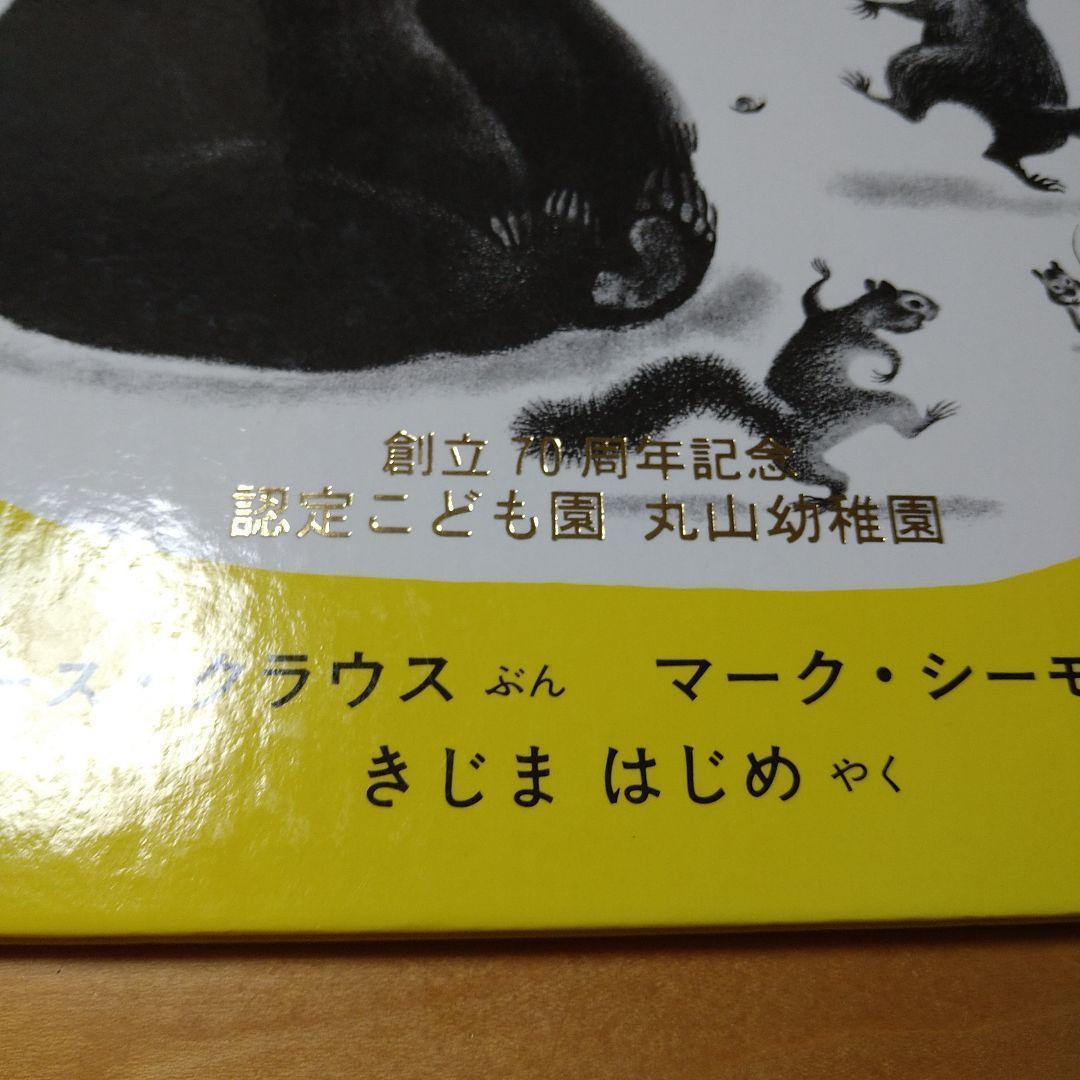 創立70周年記念
認定こども園 丸山幼稚園
ース・クラウス ぶん マーク・シーモ
きじま はじめ やく